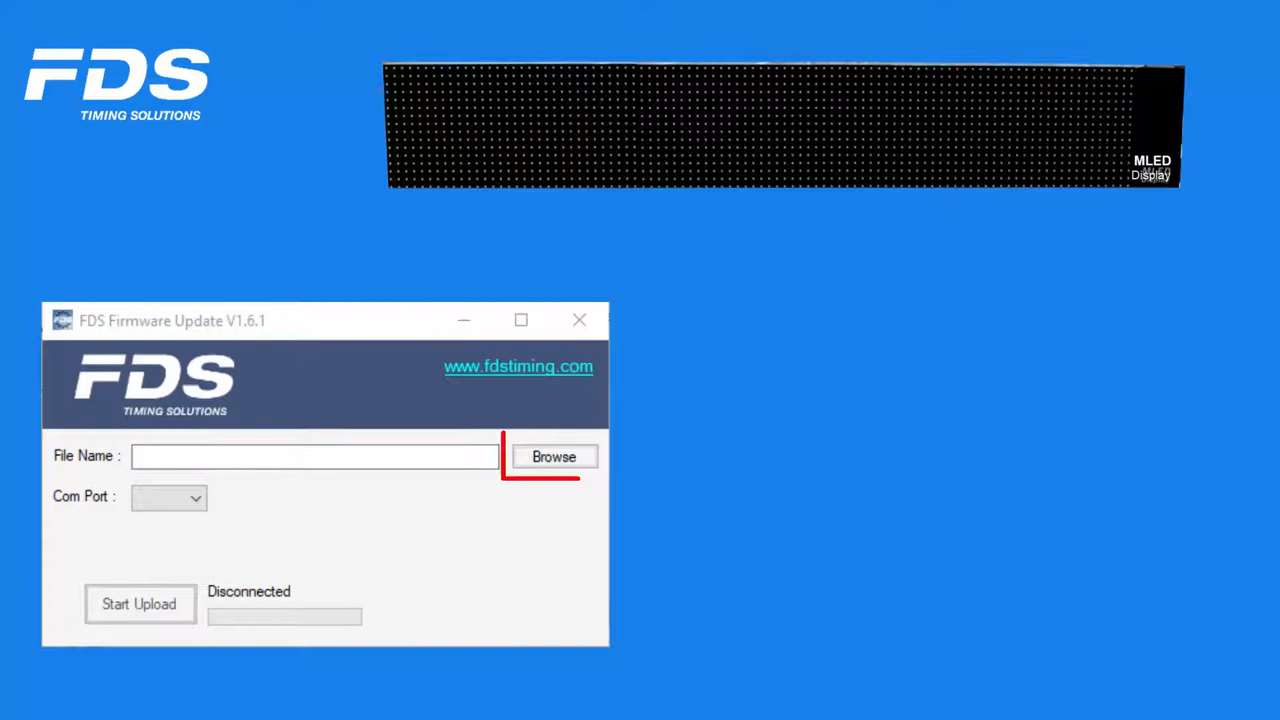 FDS
TIMING SOLUTIONS
MLED
Display
FDS Firmware Update V1.6.1
FDS
TIMING SOLUTIONS
www.fdstiming.com
File Name :
Browse
Com Port :
Start Upload
Disconnected